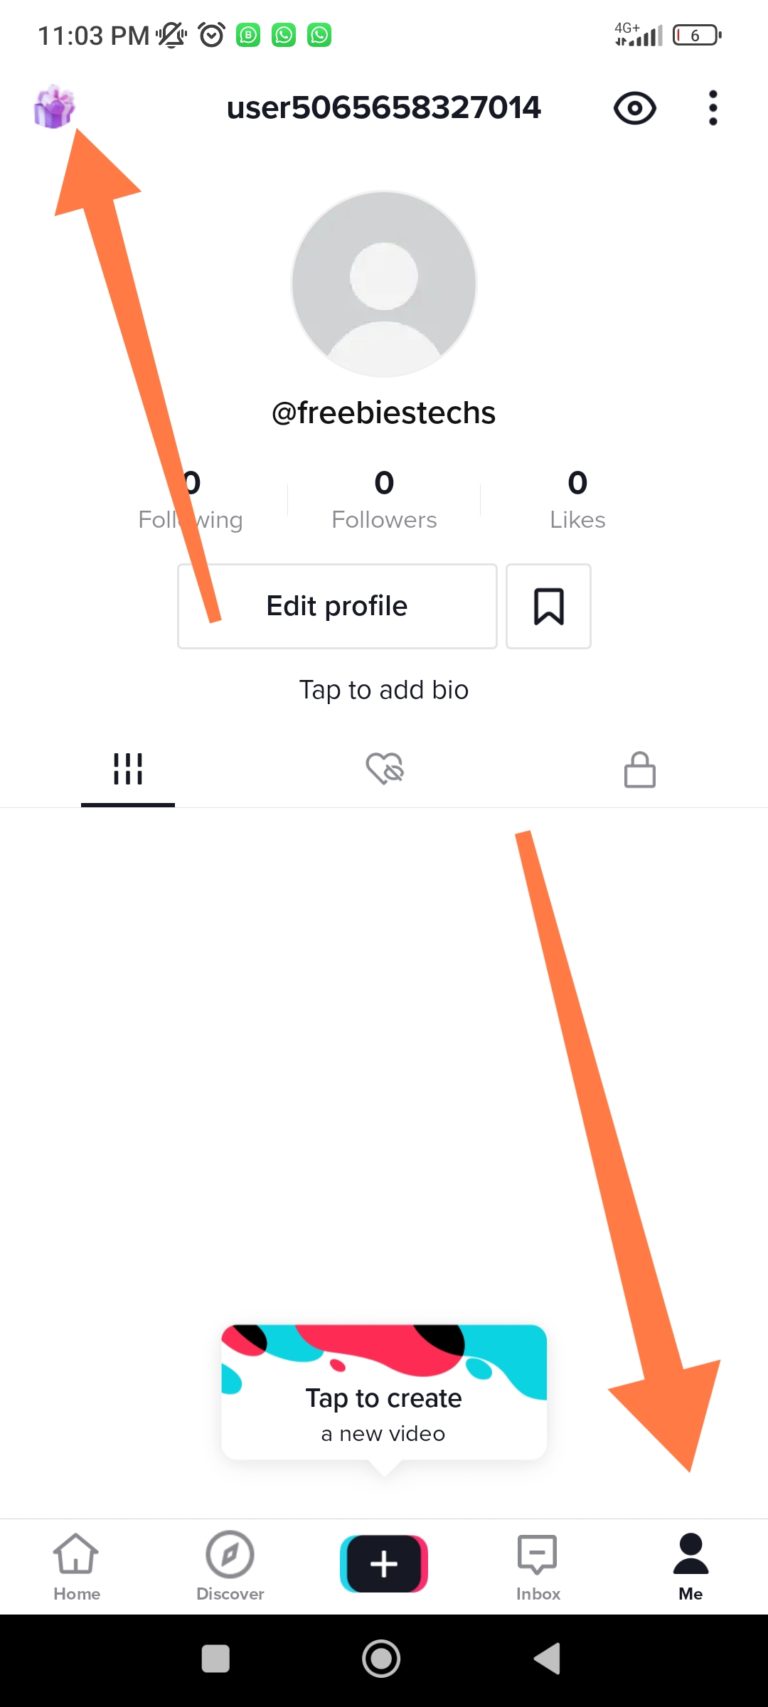 11:03 PM 4G+ 6
user5065658327014
@freebiestechs
0 0 0
Following Followers Likes
Edit profile
Tap to add bio
Tap to create
a new video
Home Discover Inbox Me